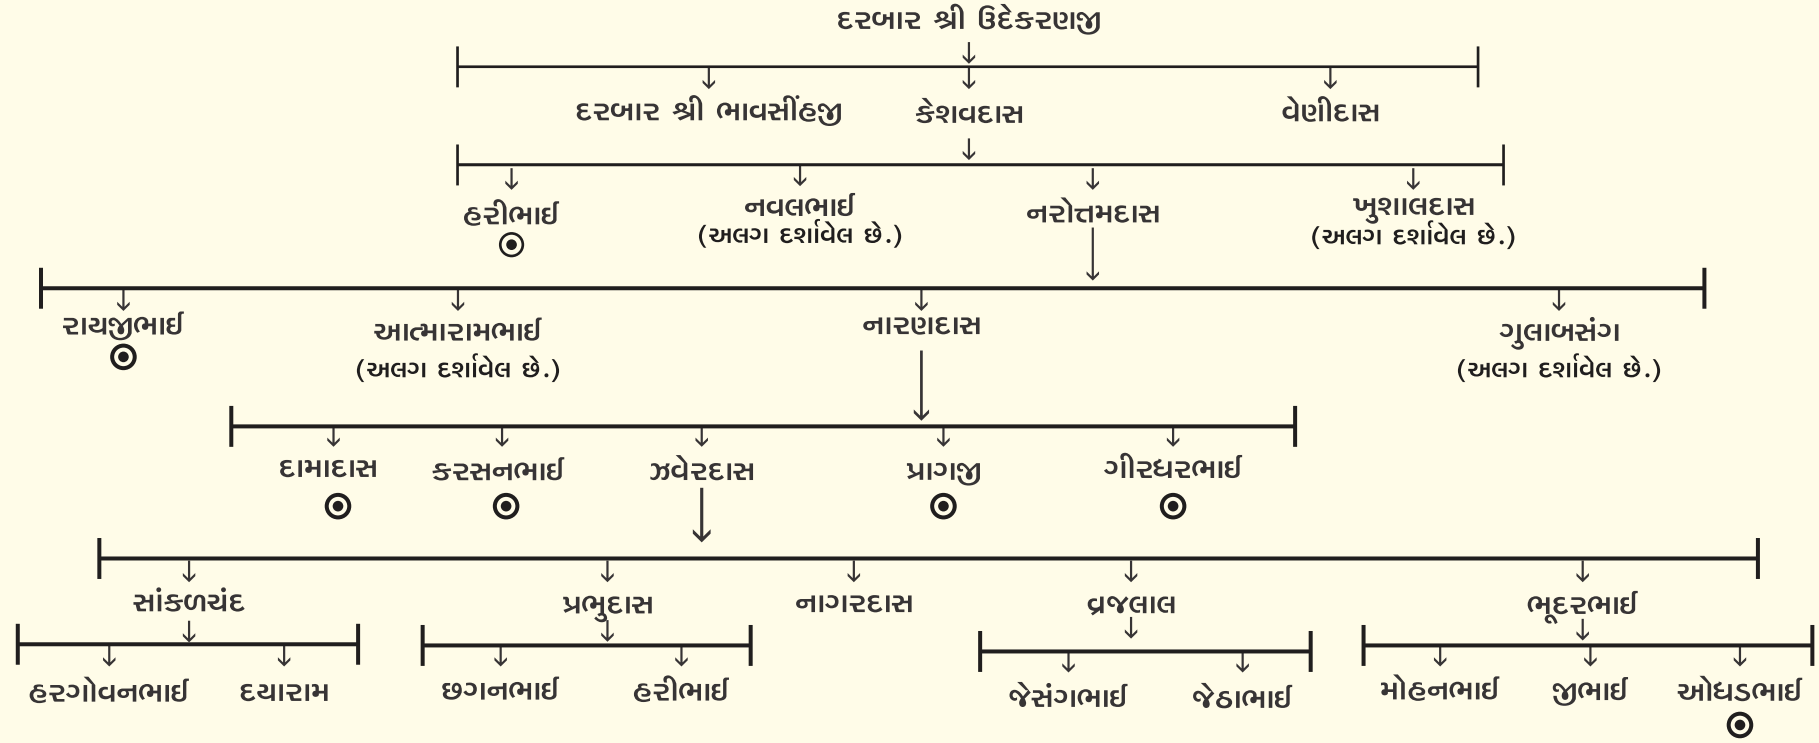 દરબાર શ્રી ઉદેકરણજી
દરબાર શ્રી ભાવસીંહજી કેશવદાસ વેણીદાસ
હરીભાઈ નવલભાઈ નરોત્તમદાસ ખુશાલદાસ
(અલગ દર્શાવેલ છે.) (અલગ દર્શાવેલ છે.)
રાયજીભાઈ આત્મારામભાઈ નારણદાસ ગુલાબસંગ
(અલગ દર્શાવેલ છે.) (અલગ દર્શાવેલ છે.)
દામાદાસ કરસનભાઈ ઝવેરદાસ પ્રાગજી ગીરધરભાઈ
સાંકળચંદ પ્રભુદાસ નાગરદાસ વ્રજલાલ ભૂદરભાઈ
હરગોવનભાઈ દયારામ છગનભાઈ હરીભાઈ જેસંગભાઈ જેઠાભાઈ મોહનભાઈ જીભાઈ ઓધડભાઈ